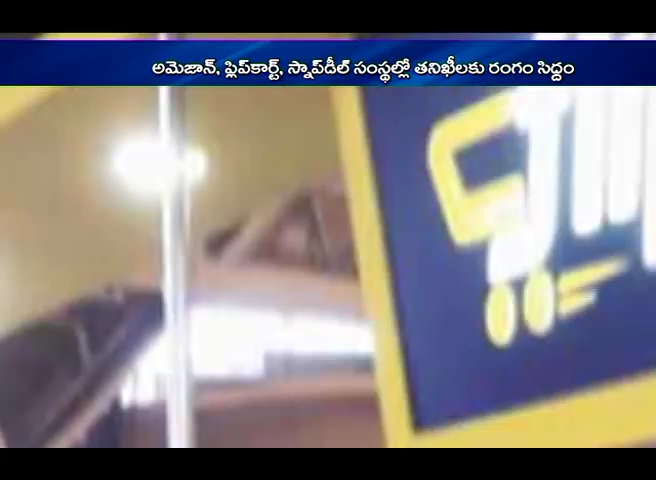 అమెజాన్, ఫ్లిప్‌కార్ట్, స్నాప్‌డీల్ సంస్థల్లో తనిఖీలకు రంగం సిద్ధం